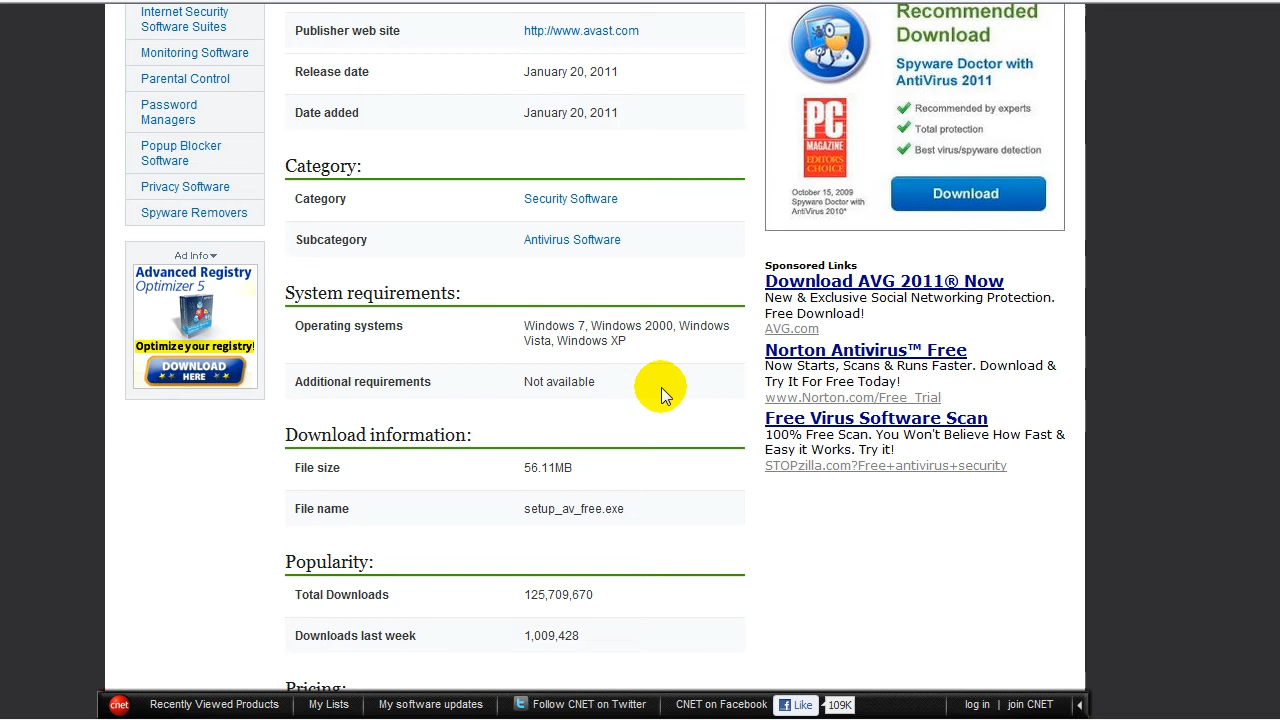 Internet Security
Software Suites
Monitoring Software
Parental Control
Password
Managers
Popup Blocker
Software
Privacy Software
Spyware Removers
Ad Info
Advanced Registry
Optimizer 5
Optimize your registry!
DOWNLOAD
HERE
Publisher web site http://www.avast.com
Release date January 20, 2011
Date added January 20, 2011
Category:
Category Security Software
Subcategory Antivirus Software
System requirements:
Operating systems Windows 7, Windows 2000, Windows
Vista, Windows XP
Additional requirements Not available
Download information:
File size 56.11MB
File name setup_av_free.exe
Popularity:
Total Downloads 125,709,670
Downloads last week 1,009,428
Pricing:
Recommended
Download
Spyware Doctor with
AntiVirus 2011
Recommended by experts
Total protection
Best virus/spyware detection
PC
MAGAZINE
EDITORS'
CHOICE
October 15, 2009
Spyware Doctor with
AntiVirus 2010*
Download
Sponsored Links
Download AVG 2011® Now
New & Exclusive Social Networking Protection.
Free Download!
AVG.com
Norton Antivirus™ Free
Now Starts, Scans & Runs Faster. Download &
Try It For Free Today!
www.Norton.com/Free_Trial
Free Virus Software Scan
100% Free Scan. You Won't Believe How Fast &
Easy it Works. Try it!
STOPzilla.com?Free+antivirus+security
cnet Recently Viewed Products My Lists My software updates Follow CNET on Twitter CNET on Facebook Like 109K log in join CNET